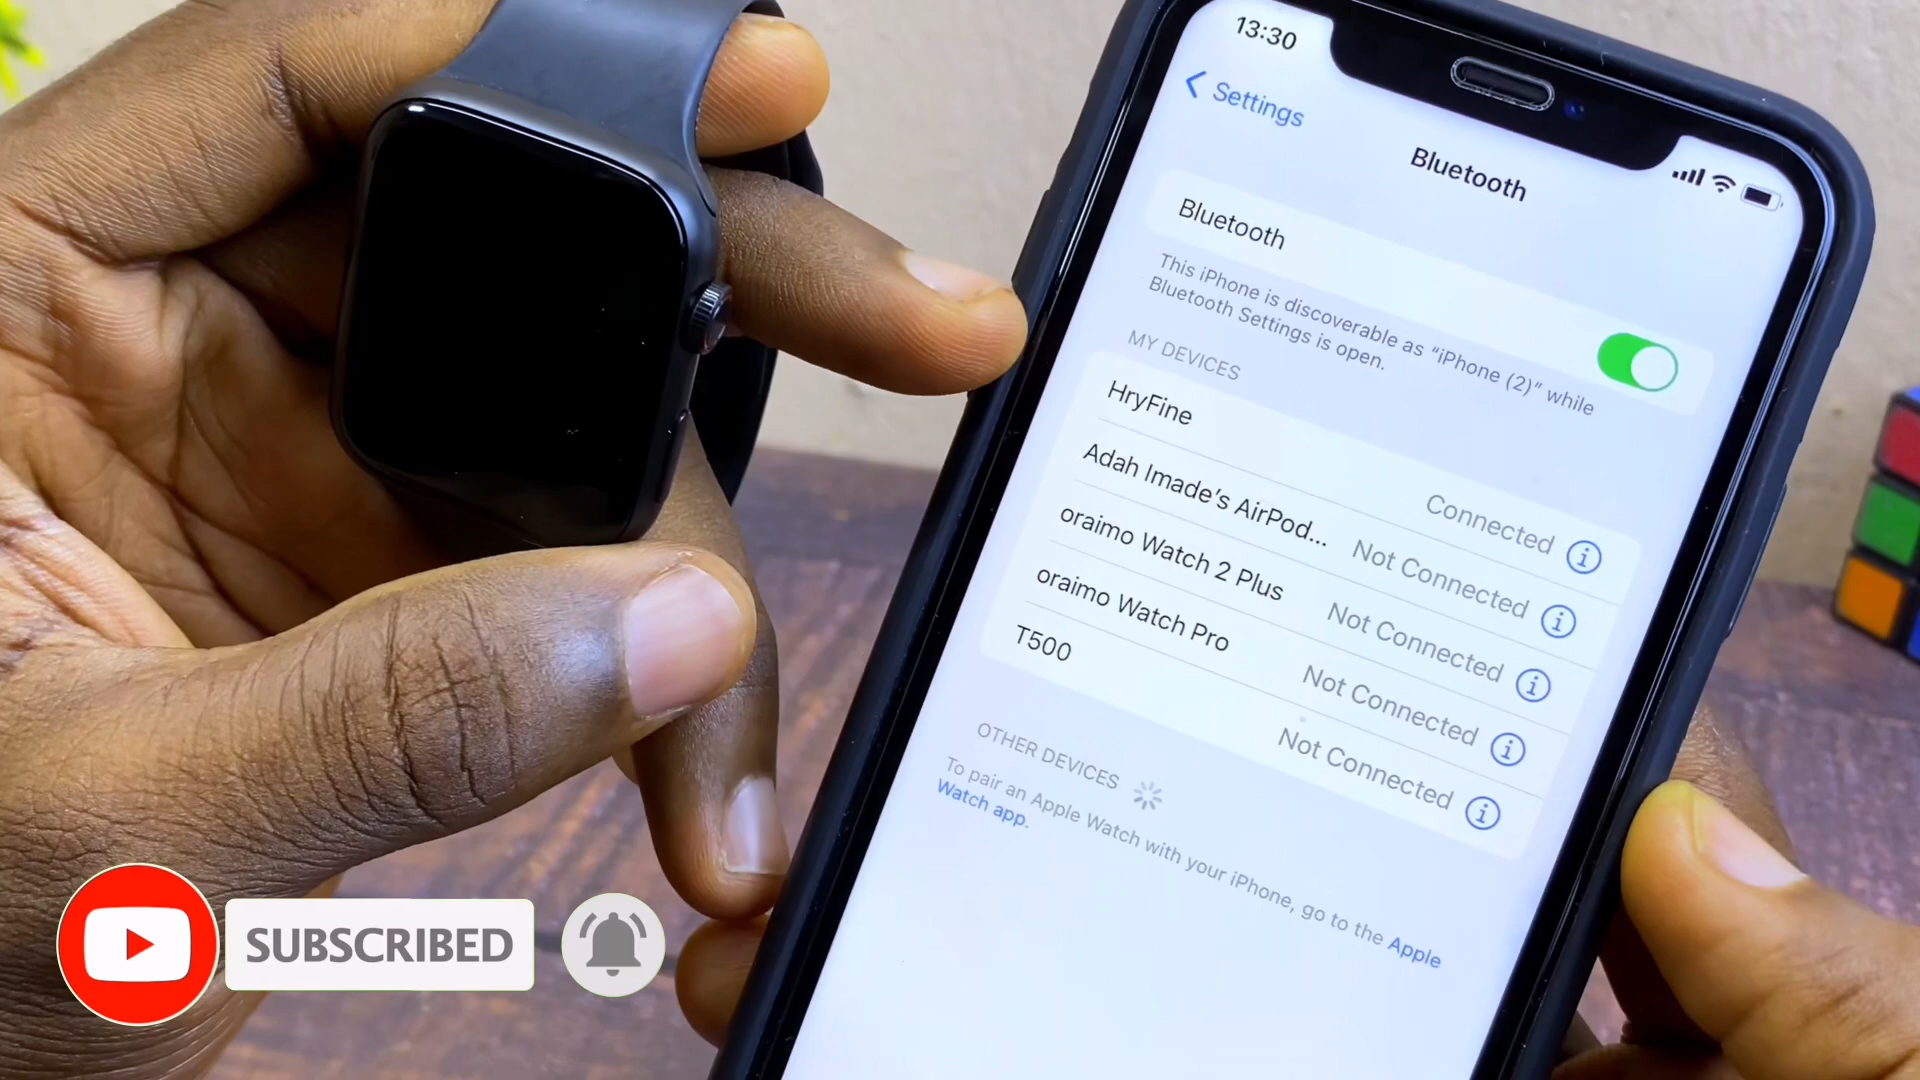 13:30
Settings
Bluetooth
Bluetooth
This iPhone is discoverable as “iPhone (2)” while
Bluetooth Settings is open.
MY DEVICES
HryFine Connected
Adah Imade’s AirPod... Not Connected
oraimo Watch 2 Plus Not Connected
oraimo Watch Pro Not Connected
T500 Not Connected
OTHER DEVICES
To pair an Apple Watch with your iPhone, go to the Apple
Watch app.
SUBSCRIBED